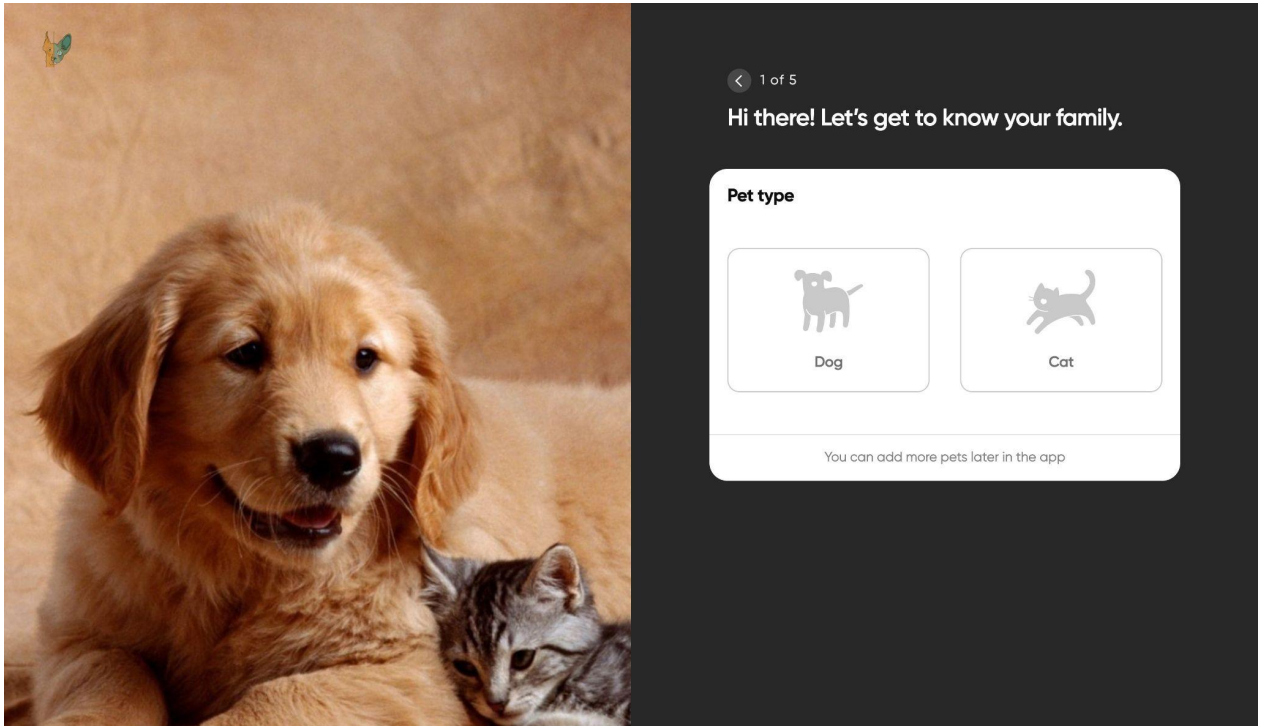 1 of 5
Hi there! Let's get to know your family.
Pet type
Dog
Cat
You can add more pets later in the app